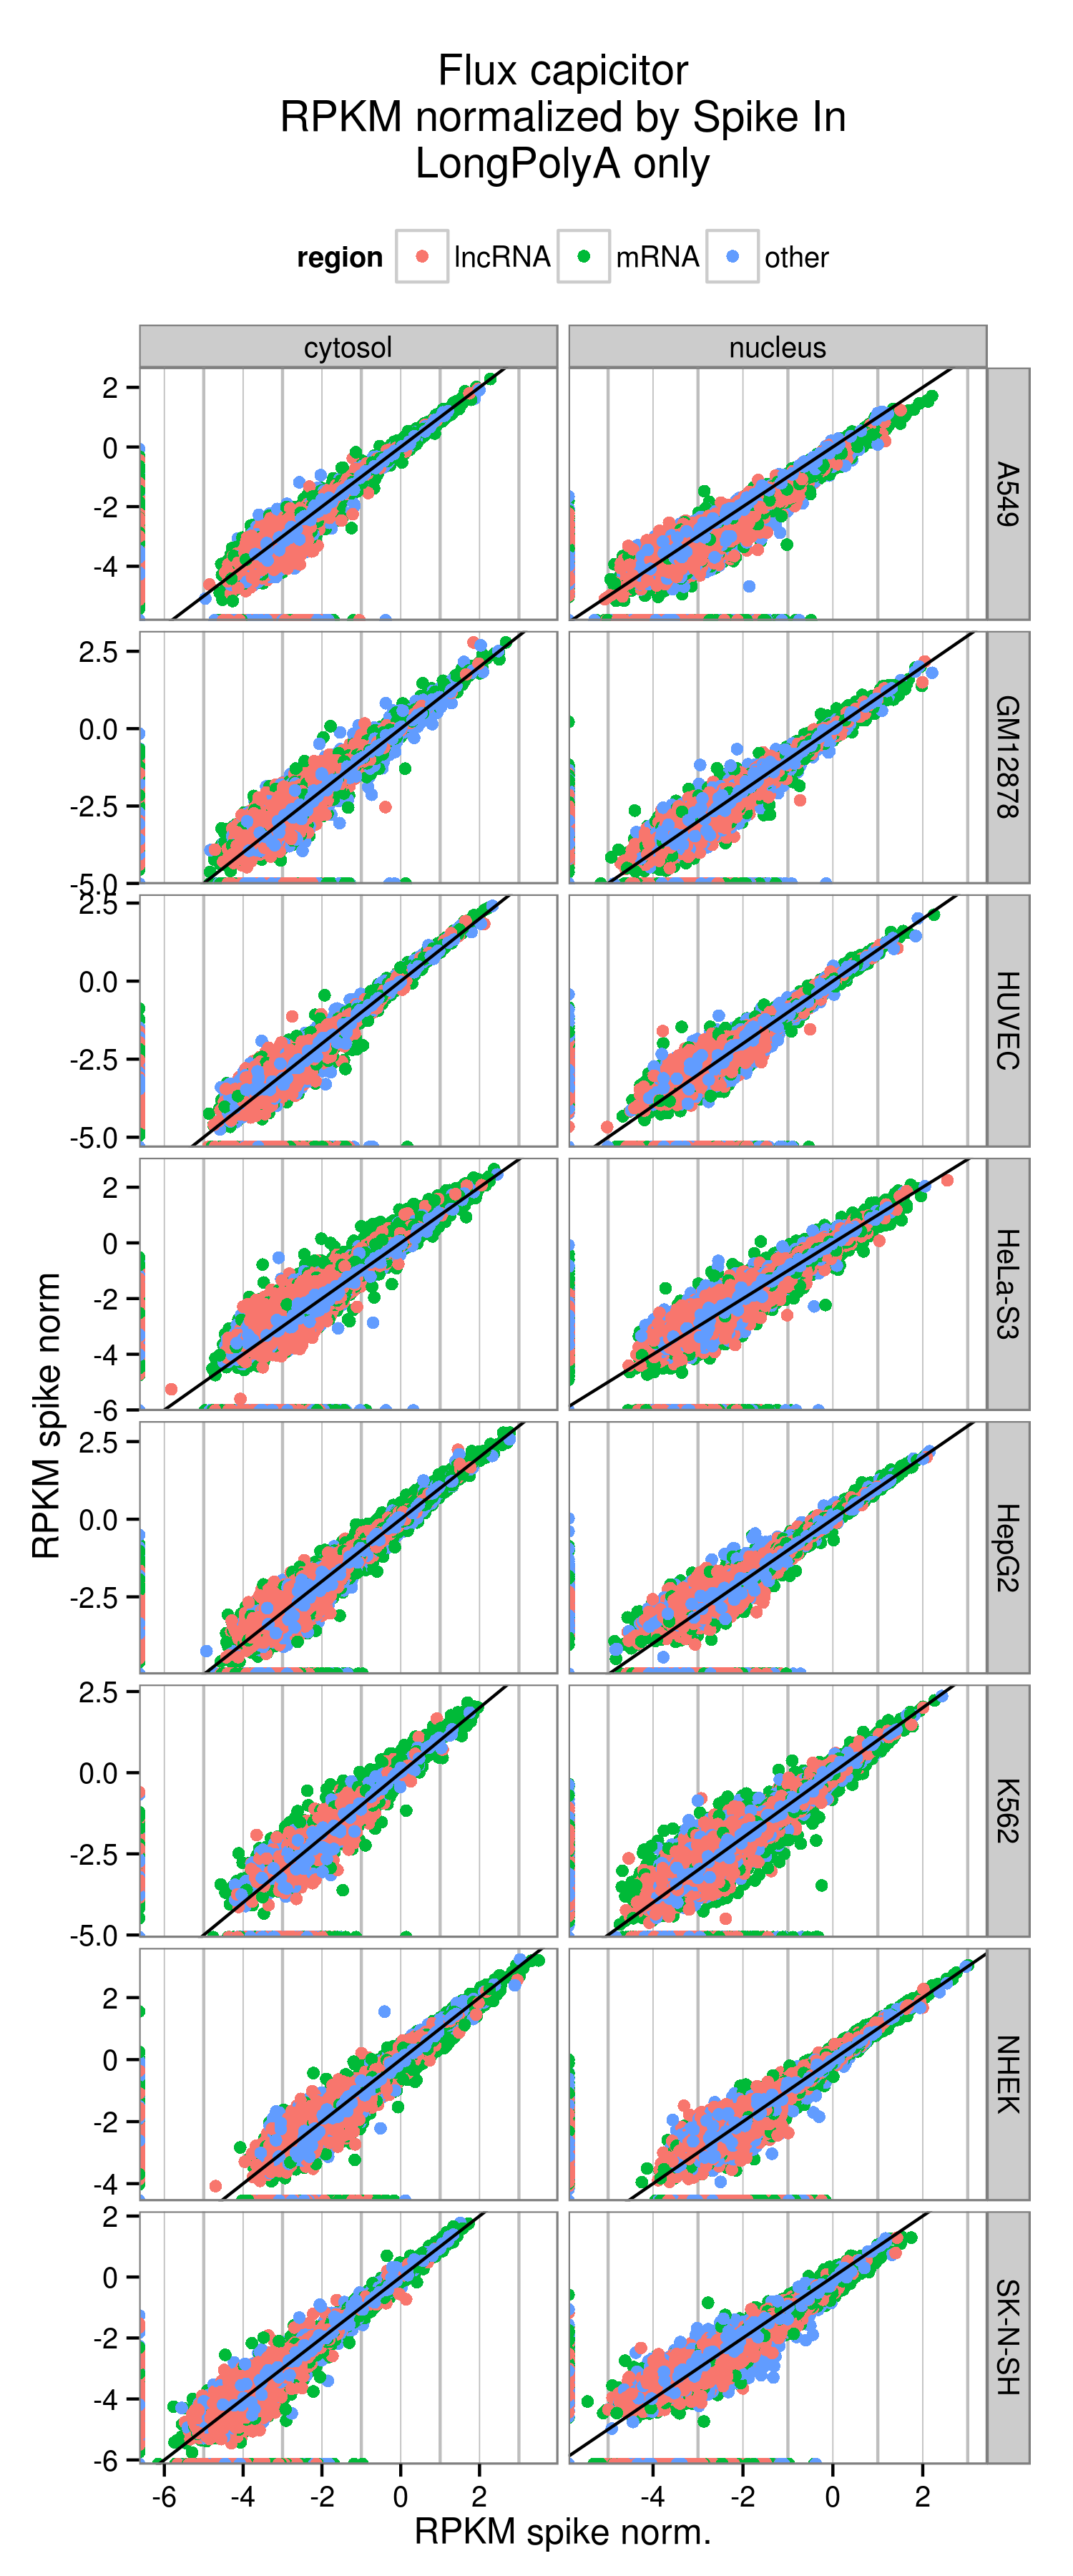 Flux capicitor
RPKM normalized by Spike In
LongPolyA only
region lncRNA mRNA other
cytosol nucleus
2
0
-2
-4
A549
2.5
0.0
-2.5
-5.0
GM12878
2.5
0.0
-2.5
-5.0
HUVEC
2
0
-2
-4
-6
HeLa-S3
2.5
0.0
-2.5
HepG2
2.5
0.0
-2.5
-5.0
K562
2
0
-2
-4
NHEK
2
0
-2
-4
-6
SK-N-SH
RPKM spike norm
-6 -4 -2 0 2 -4 -2 0 2
RPKM spike norm.